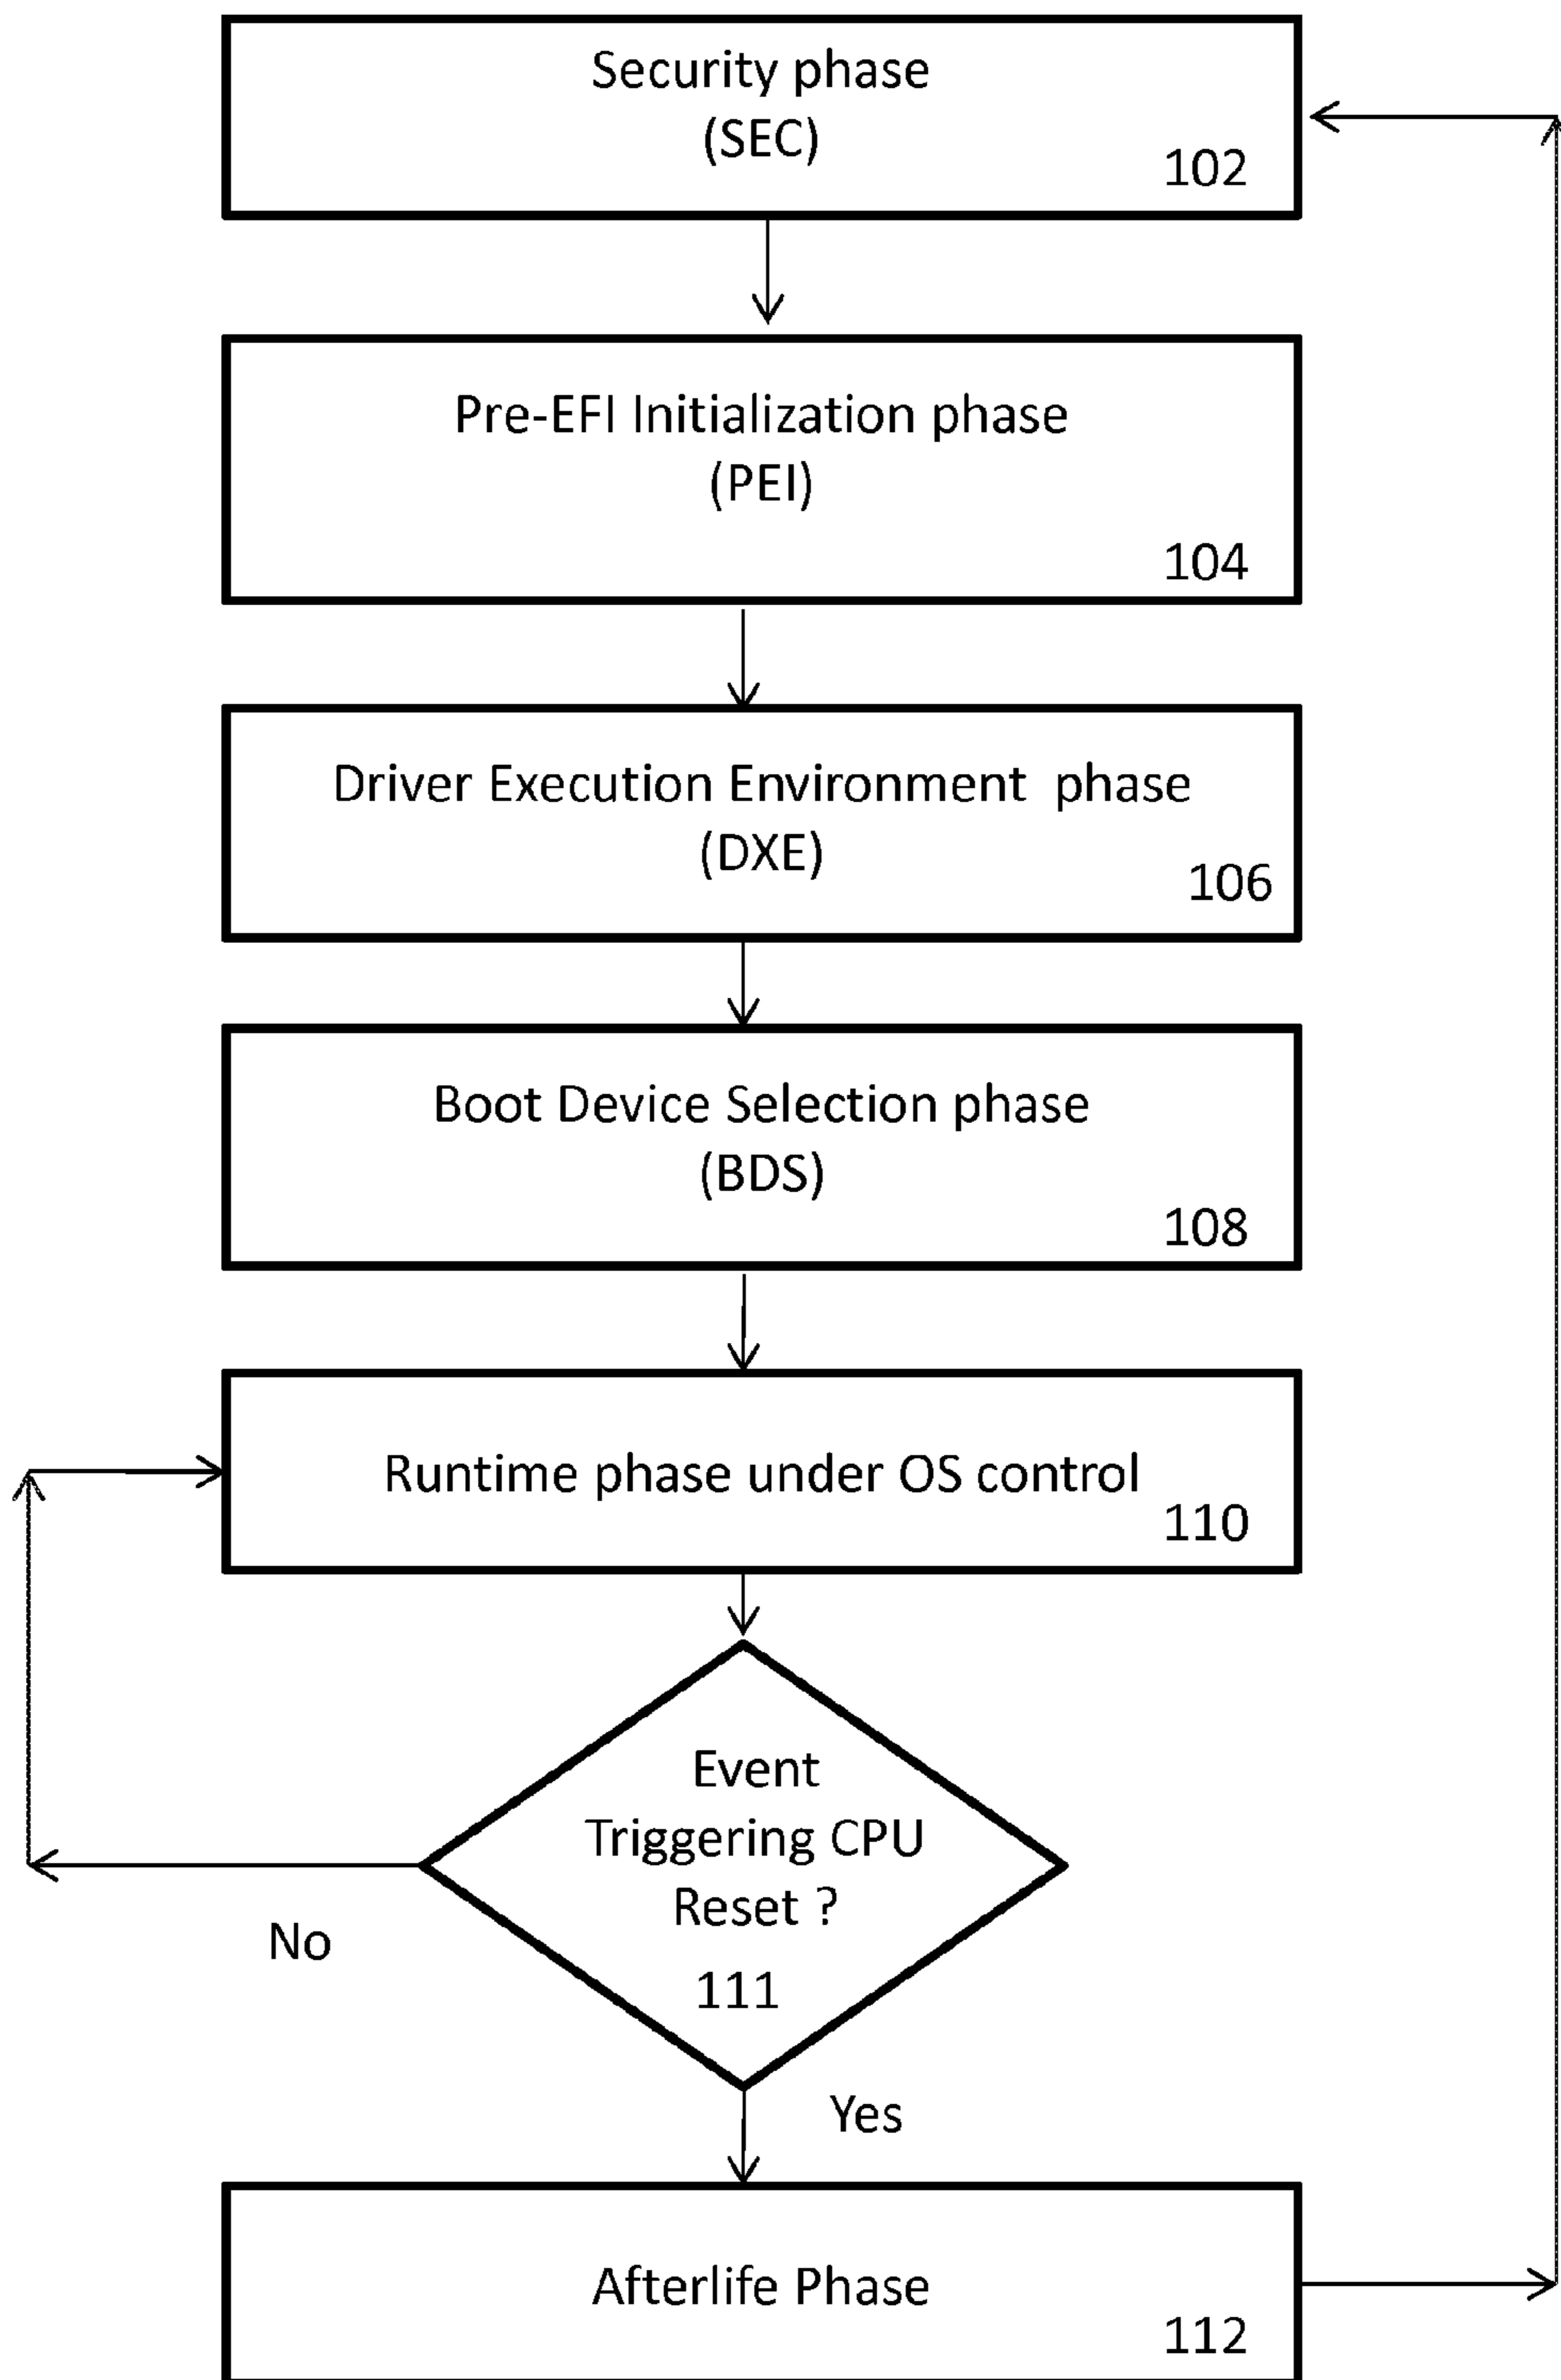 Security phase
(SEC)
102
Pre-EFI Initialization phase
(PEI)
104
Driver Execution Environment phase
(DXE)
106
Boot Device Selection phase
(BDS)
108
Runtime phase under OS control
110
Event
Triggering CPU
Reset ?
111
No
Yes
Afterlife Phase
112